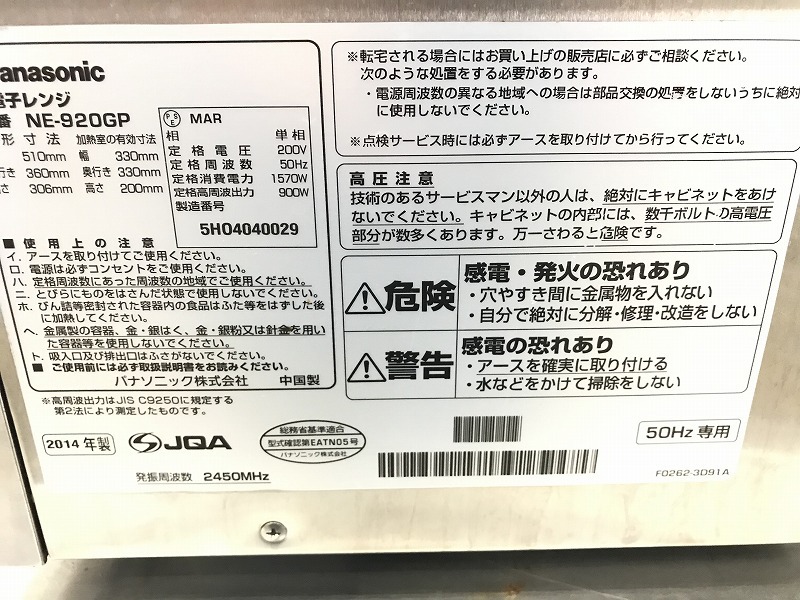 anasonic
電子レンジ
番 NE-920GP
形 寸 法 加熱室の有効寸法
510mm 幅 330mm
行き 360mm 奥行き 330mm
さ 306mm 高さ 200mm
PSE MAR
相 単相
定格電圧 200V
定格周波数 50Hz
定格消費電力 1570W
定格高周波出力 900W
製造番号
5H04040029
■使用上の注意
イ.アースを取り付けてご使用ください。
ロ.電源は必ずコンセントをご使用ください。
ハ.定格周波数にあった周波数の地域でご使用ください。
ニ.とびらにものをはさんだ状態で使用しないでください。
ホ.びん詰等密封された容器内の食品はふた等をはずした後
に加熱してください。
ヘ.金属製の容器、金・銀はく、金・銀粉又は針金を用い
た容器等を使用しないでください。
ト.吸入口及び排出口はふさがないでください。
■ご使用前には必ず取扱説明書をお読みください。
パナソニック株式会社 中国製
※高周波出力はJIS C9250に規定する
第2法により測定したものです。
2014年製
JQA
総務省基準適合
型式確認第EATN05号
パナソニック株式会社
発振周波数 2450MHz
※転宅される場合にはお買い上げの販売店に必ずご相談ください。
次のような処置をする必要があります。
・電源周波数の異なる地域への場合は部品交換の処置をしないうちに絶対
に使用しないでください。
※点検サービス時には必ずアースを取り付けてから行ってください。
高圧注意
技術のあるサービスマン以外の人は、絶対にキャビネットをあけ
ないでください。キャビネットの内部には、数千ボルトの高電圧
部分が数多くあります。万一さわると危険です。
危険
感電・発火の恐れあり
・穴やすき間に金属物を入れない
・自分で絶対に分解・修理・改造をしない
警告
感電の恐れあり
・アースを確実に取り付ける
・水などをかけて掃除をしない
50Hz専用
F0262-3D91A